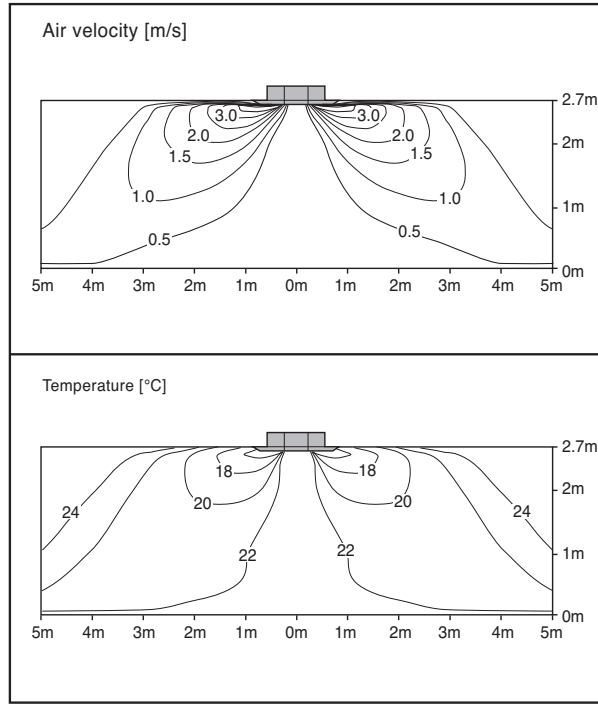 Air velocity [m/s]
2.7m
3.0 3.0
2.0 2.0
2m
1.5 1.5
1.0 1.0
1m
0.5 0.5
0m
5m 4m 3m 2m 1m 0m 1m 2m 3m 4m 5m
Temperature [°C]
2.7m
18 18
2m
20 20
24 24
22 22
1m
0m
5m 4m 3m 2m 1m 0m 1m 2m 3m 4m 5m